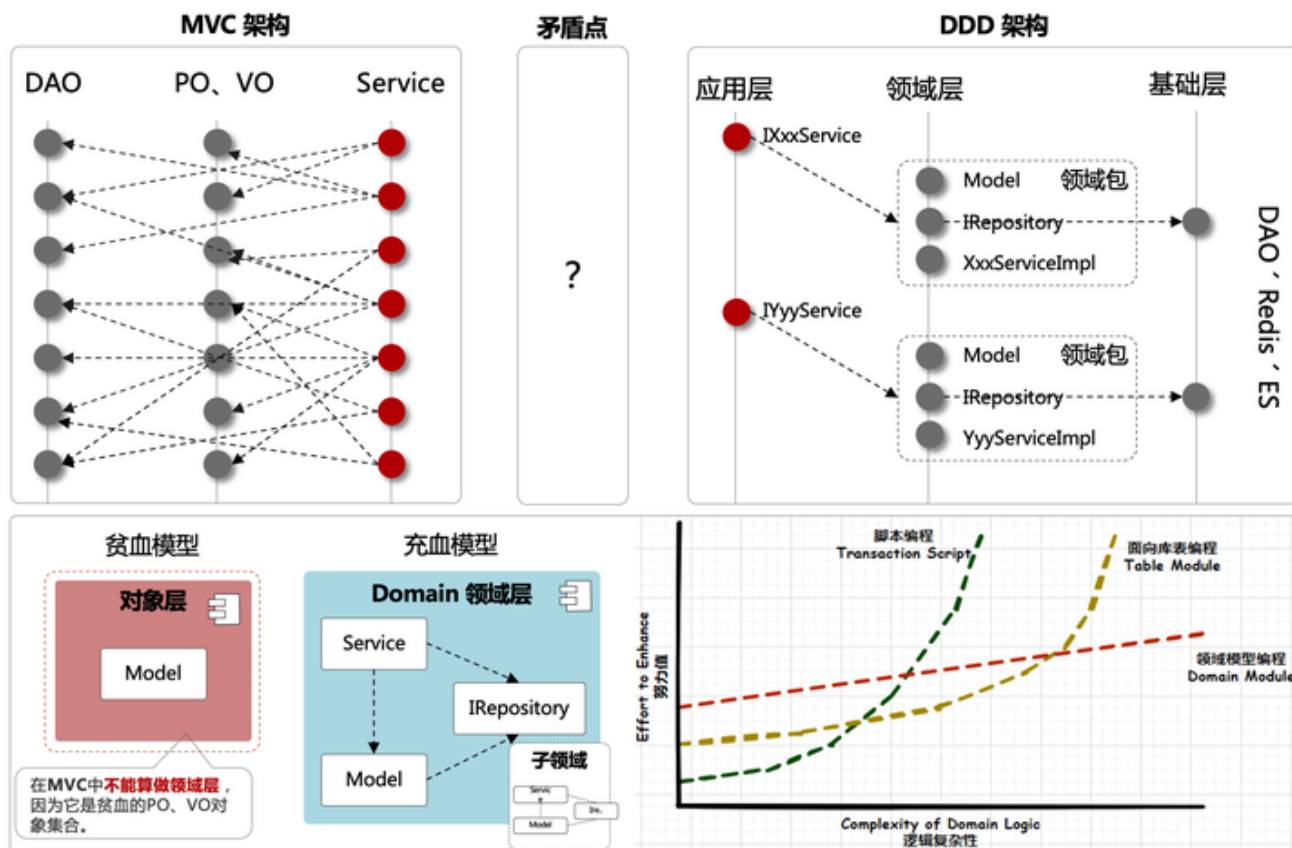 MVC 架构
矛盾点
DDD 架构
DAO
PO、VO
Service
?
应用层
领域层
基础层
IXxxService
Model
领域包
IRepository
XxxServiceImpl
IYyyService
Model
领域包
IRepository
YyyServiceImpl
DAO、Redis、ES
贫血模型
充血模型
对象层
Model
在MVC中不能算做领域层，
因为它是贫血的PO、VO对
象集合。
Domain 领域层
Service
IRepository
Model
子领域
Servic
e
Ire..
Model
脚本编程
Transaction Script
面向库表编程
Table Module
领域模型编程
Domain Module
Effort to Enhance
努力值
Complexity of Domain Logic
逻辑复杂性